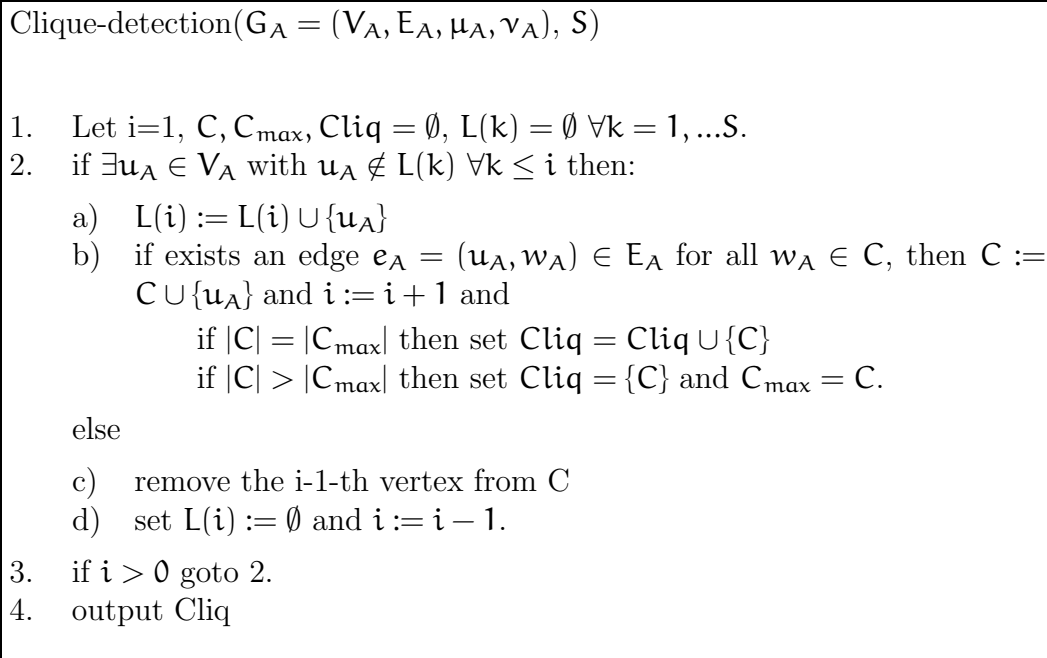 Clique-detection(G_A = (V_A, E_A, μ_A, ν_A), S)
1. Let i=1, C, C_max, Cliq = ∅, L(k) = ∅ ∀k = 1, ...S.
2. if ∃u_A ∈ V_A with u_A ∉ L(k) ∀k ≤ i then:
a) L(i) := L(i) ∪ {u_A}
b) if exists an edge e_A = (u_A, w_A) ∈ E_A for all w_A ∈ C, then C :=
C ∪ {u_A} and i := i + 1 and
if |C| = |C_max| then set Cliq = Cliq ∪ {C}
if |C| > |C_max| then set Cliq = {C} and C_max = C.
else
c) remove the i-1-th vertex from C
d) set L(i) := ∅ and i := i − 1.
3. if i > 0 goto 2.
4. output Cliq